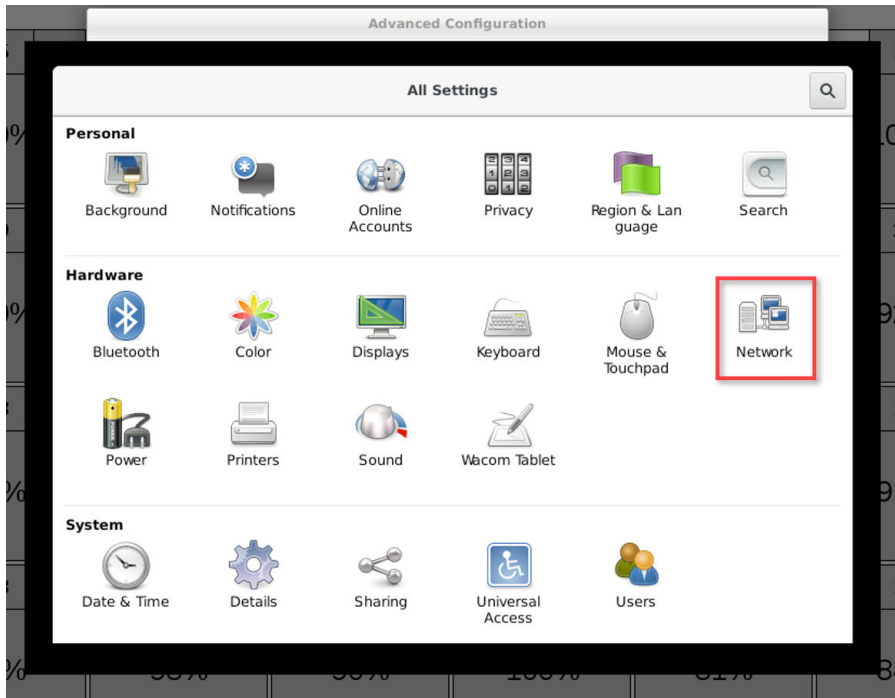 Advanced Configuration
All Settings
Personal
Background
Notifications
Online
Accounts
Privacy
Region & Lan
guage
Search
Hardware
Bluetooth
Color
Displays
Keyboard
Mouse &
Touchpad
Network
Power
Printers
Sound
Wacom Tablet
System
Date & Time
Details
Sharing
Universal
Access
Users